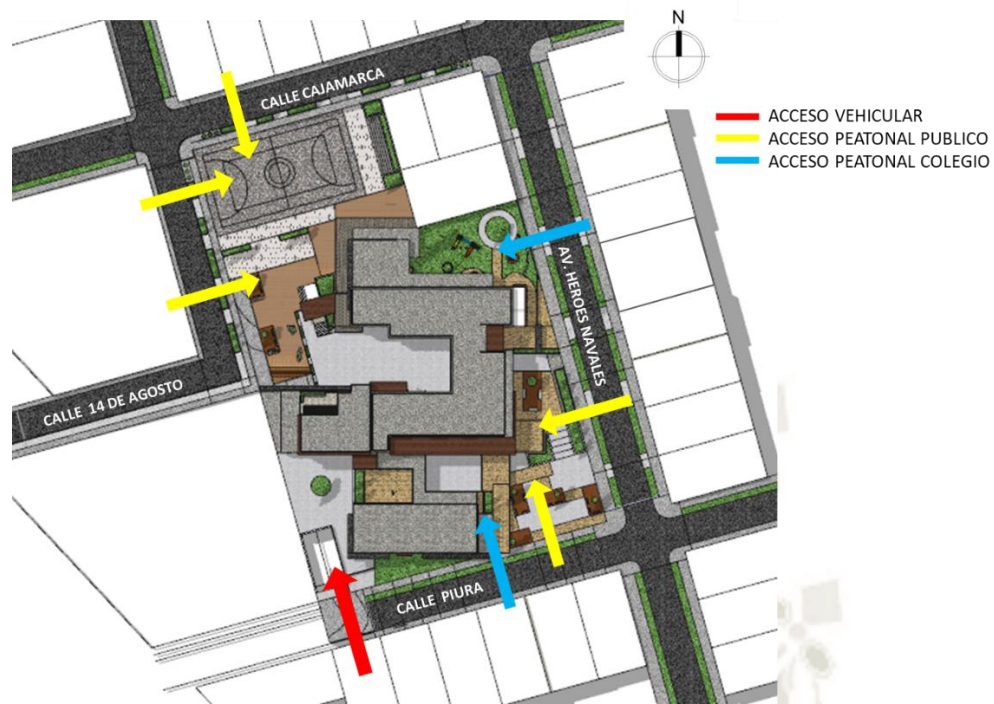 N
CALLE CAJAMARCA
ACCESO VEHICULAR
ACCESO PEATONAL PUBLICO
ACCESO PEATONAL COLEGIO
AV. HEROES NAVALES
CALLE 14 DE AGOSTO
CALLE PIURA